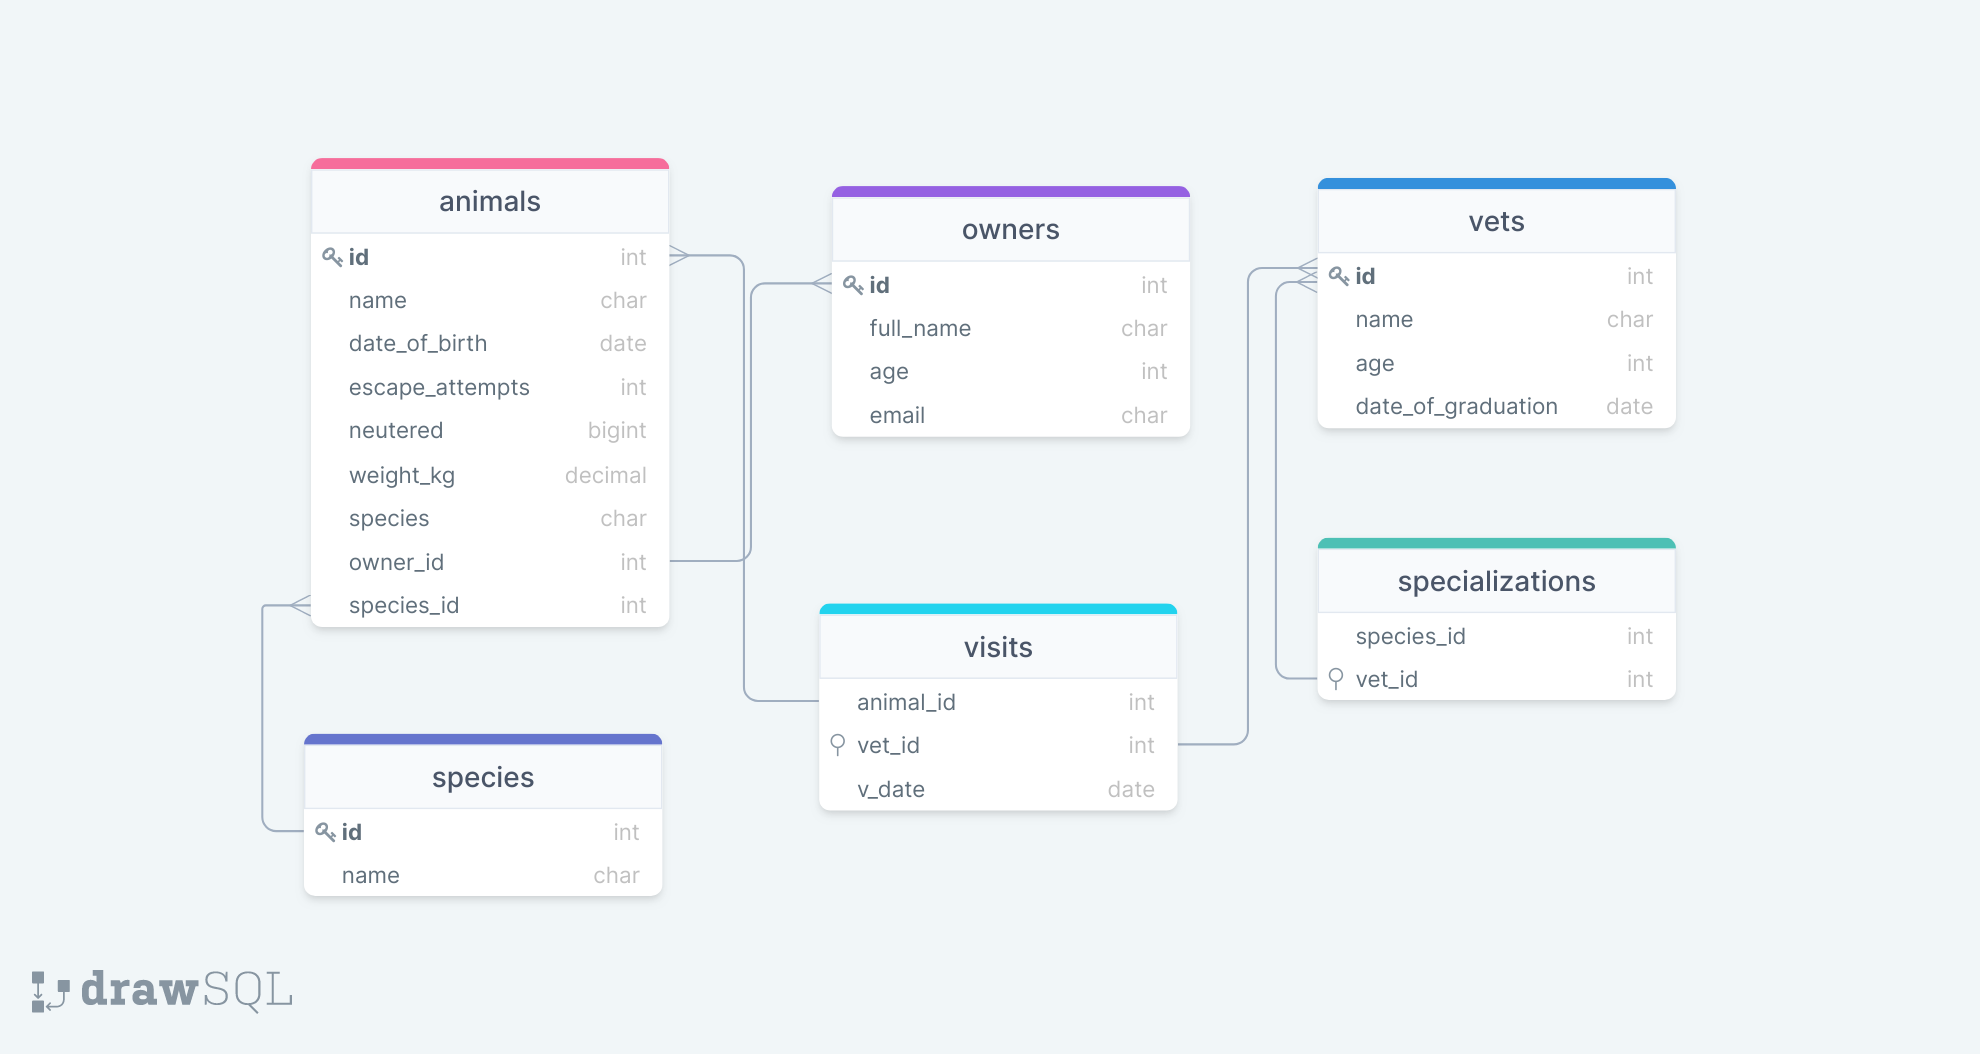 animals
id int
name char
date_of_birth date
escape_attempts int
neutered bigint
weight_kg decimal
species char
owner_id int
species_id int
owners
id int
full_name char
age int
email char
vets
id int
name char
age int
date_of_graduation date
specializations
species_id int
vet_id int
visits
animal_id int
vet_id int
v_date date
species
id int
name char
drawSQL